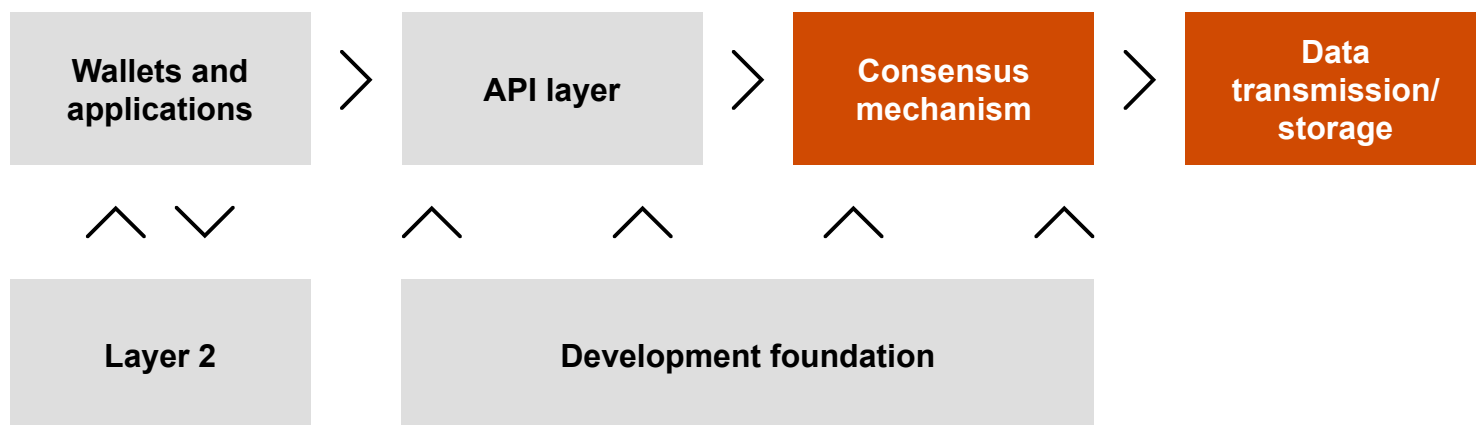 Wallets and
applications
API layer
Consensus
mechanism
Data
transmission/
storage
Layer 2
Development foundation